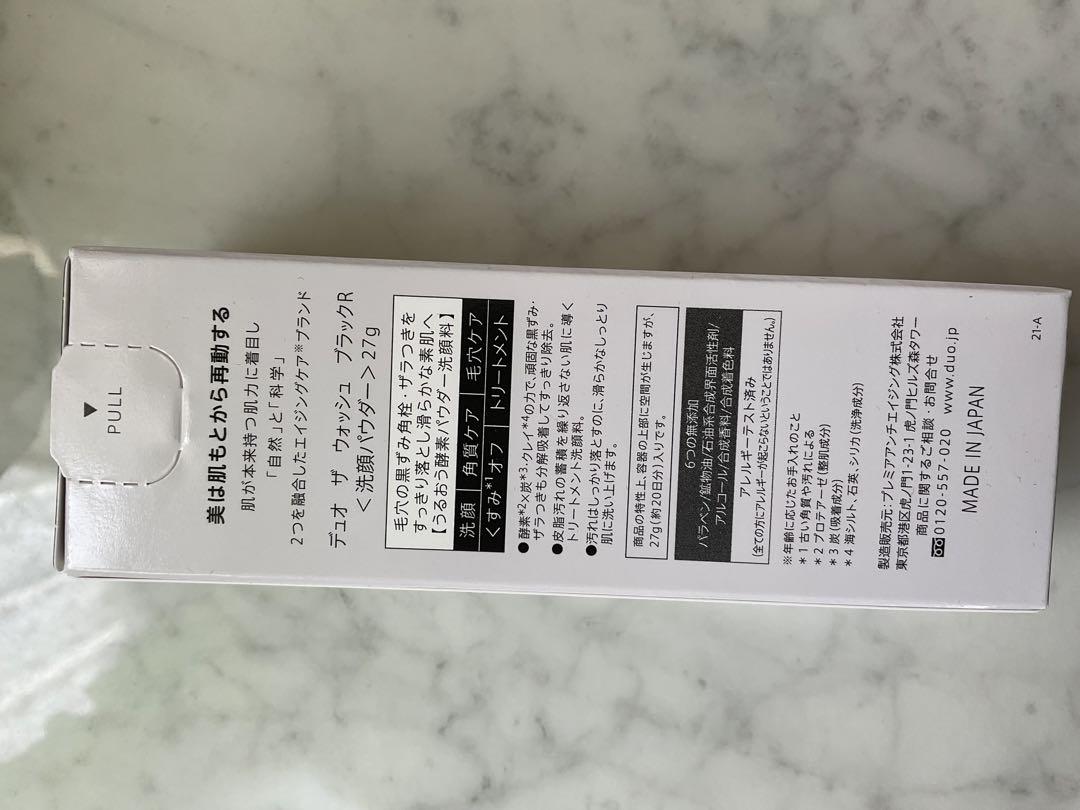 ▼
PULL
美は肌もとから再動する
肌が本来持つ肌力に着目し
「自然」と「科学」
2つを融合したエイジングケア※ブランド
デュオ ザ ウォッシュ ブラックR
＜洗顔パウダー＞27g
毛穴の黒ずみ角栓・ザラつきを
すっきり落とし滑らかな素肌へ
【うるおう酵素パウダー洗顔料】
洗顔 角質ケア 毛穴ケア
くすみ*1オフ トリートメント
●酵素*2×炭*3、クレイ*4の力で、頑固な黒ずみ・
ザラつきも分解吸着してすっきり除去。
●皮脂汚れの蓄積を繰り返さない肌に導く
トリートメント洗顔料。
●汚れはしっかり落とすのに、滑らかなしっとり
肌に洗い上げます。
商品の特性上、容器の上部に空間が生じますが、
27g(約20日分)入りです。
6つの無添加
パラベン/鉱物油/石油系合成界面活性剤/
アルコール/合成香料/合成着色料
アレルギーテスト済み
(全ての方にアレルギーが起こらないということではありません。)
※年齢に応じたお手入れのこと
*1 古い角質や汚れによる
*2 プロテアーゼ(整肌成分)
*3 炭(吸着成分)
*4 海シルト、石英、シリカ(洗浄成分)
製造販売元:プレミアアンチエイジング株式会社
東京都港区虎ノ門1-23-1 虎ノ門ヒルズ森タワー
商品に関するご相談・お問合せ
0120-557-020 www.duo.jp
MADE IN JAPAN
21-A